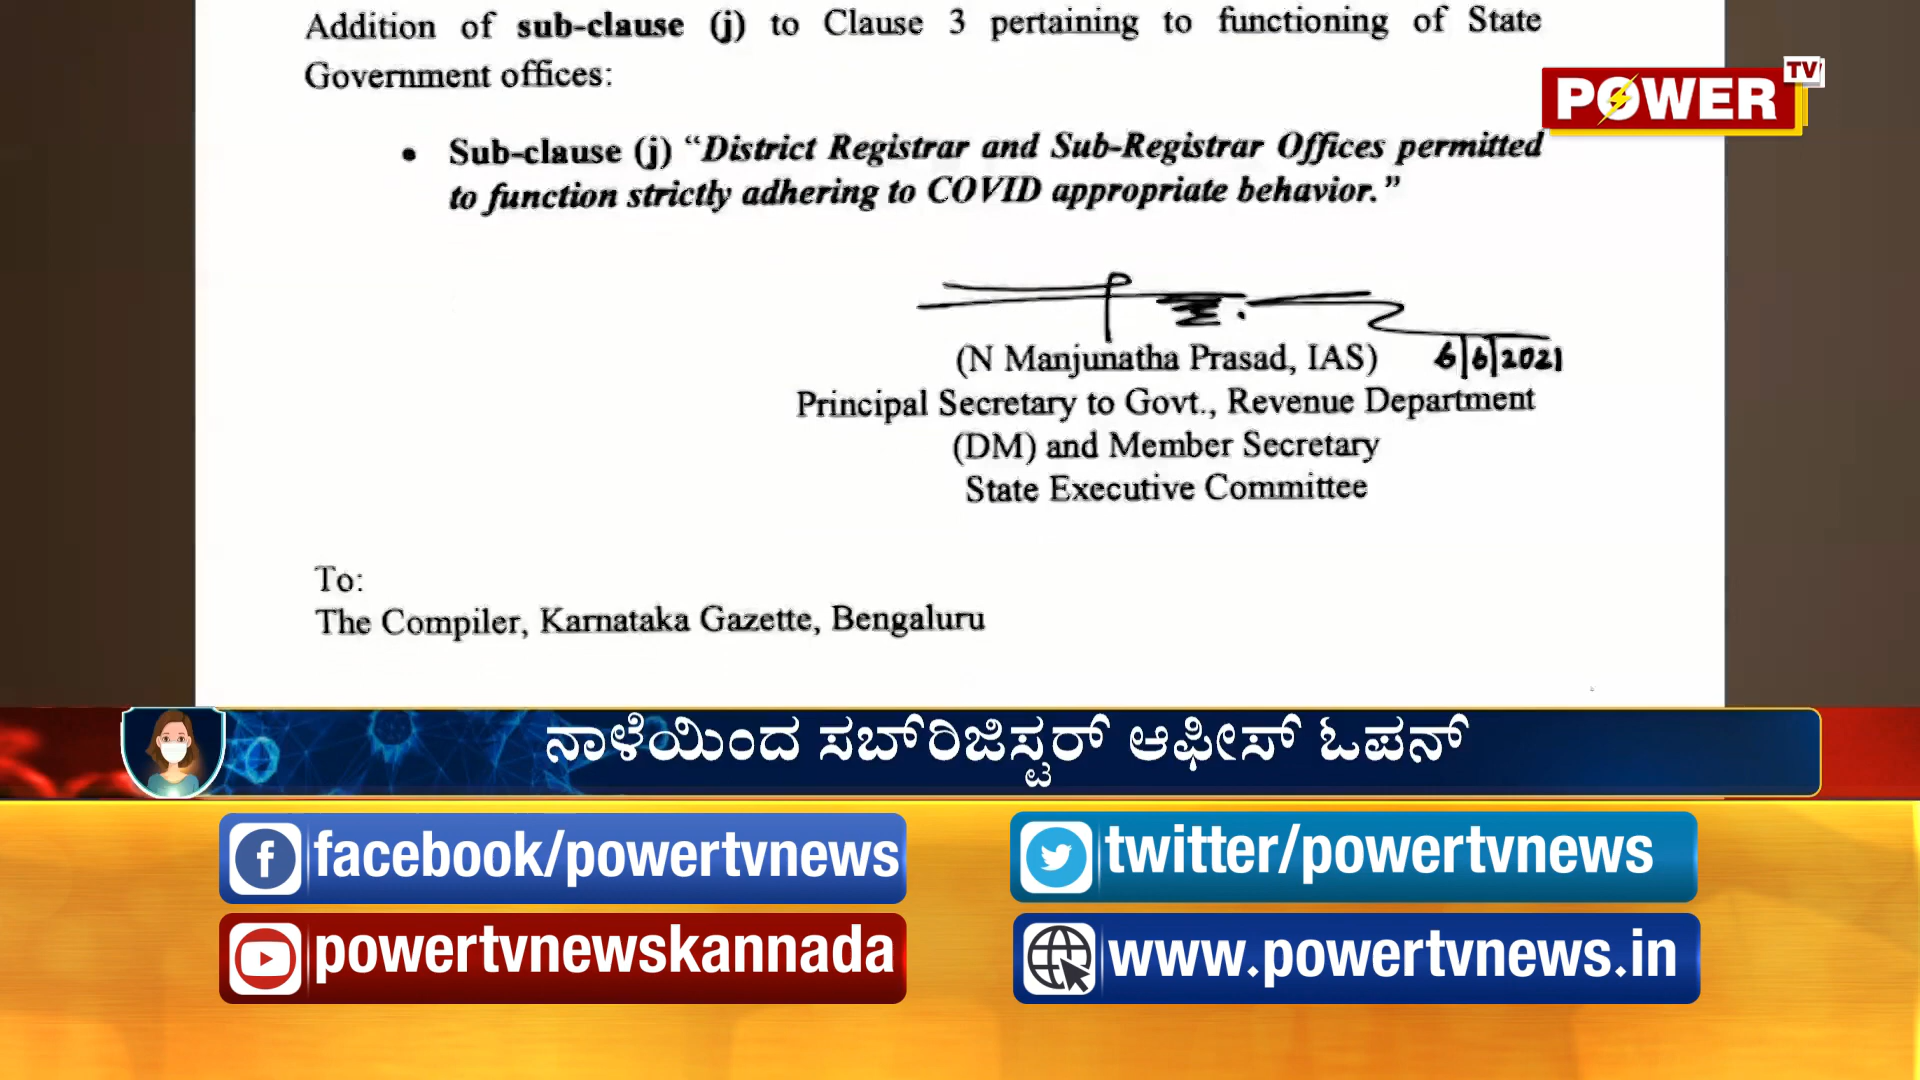 Addition of sub-clause (j) to Clause 3 pertaining to functioning of State
Government offices:
POWER TV
• Sub-clause (j) “District Registrar and Sub-Registrar Offices permitted
to function strictly adhering to COVID appropriate behavior.”
(N Manjunatha Prasad, IAS) 6|6|2021
Principal Secretary to Govt., Revenue Department
(DM) and Member Secretary
State Executive Committee
To:
The Compiler, Karnataka Gazette, Bengaluru
ನಾಳೆಯಿಂದ ಸಬ್‌ರಿಜಿಸ್ಟರ್ ಆಫೀಸ್ ಓಪನ್
facebook/powertvnews
twitter/powertvnews
powertvnewskannada
www.powertvnews.in